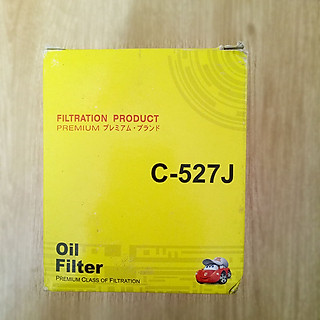 FILTRATION PRODUCT
PREMIUM プレミアム・ブランド
C-527J
Oil
Filter
PREMIUM CLASS OF FILTRATION